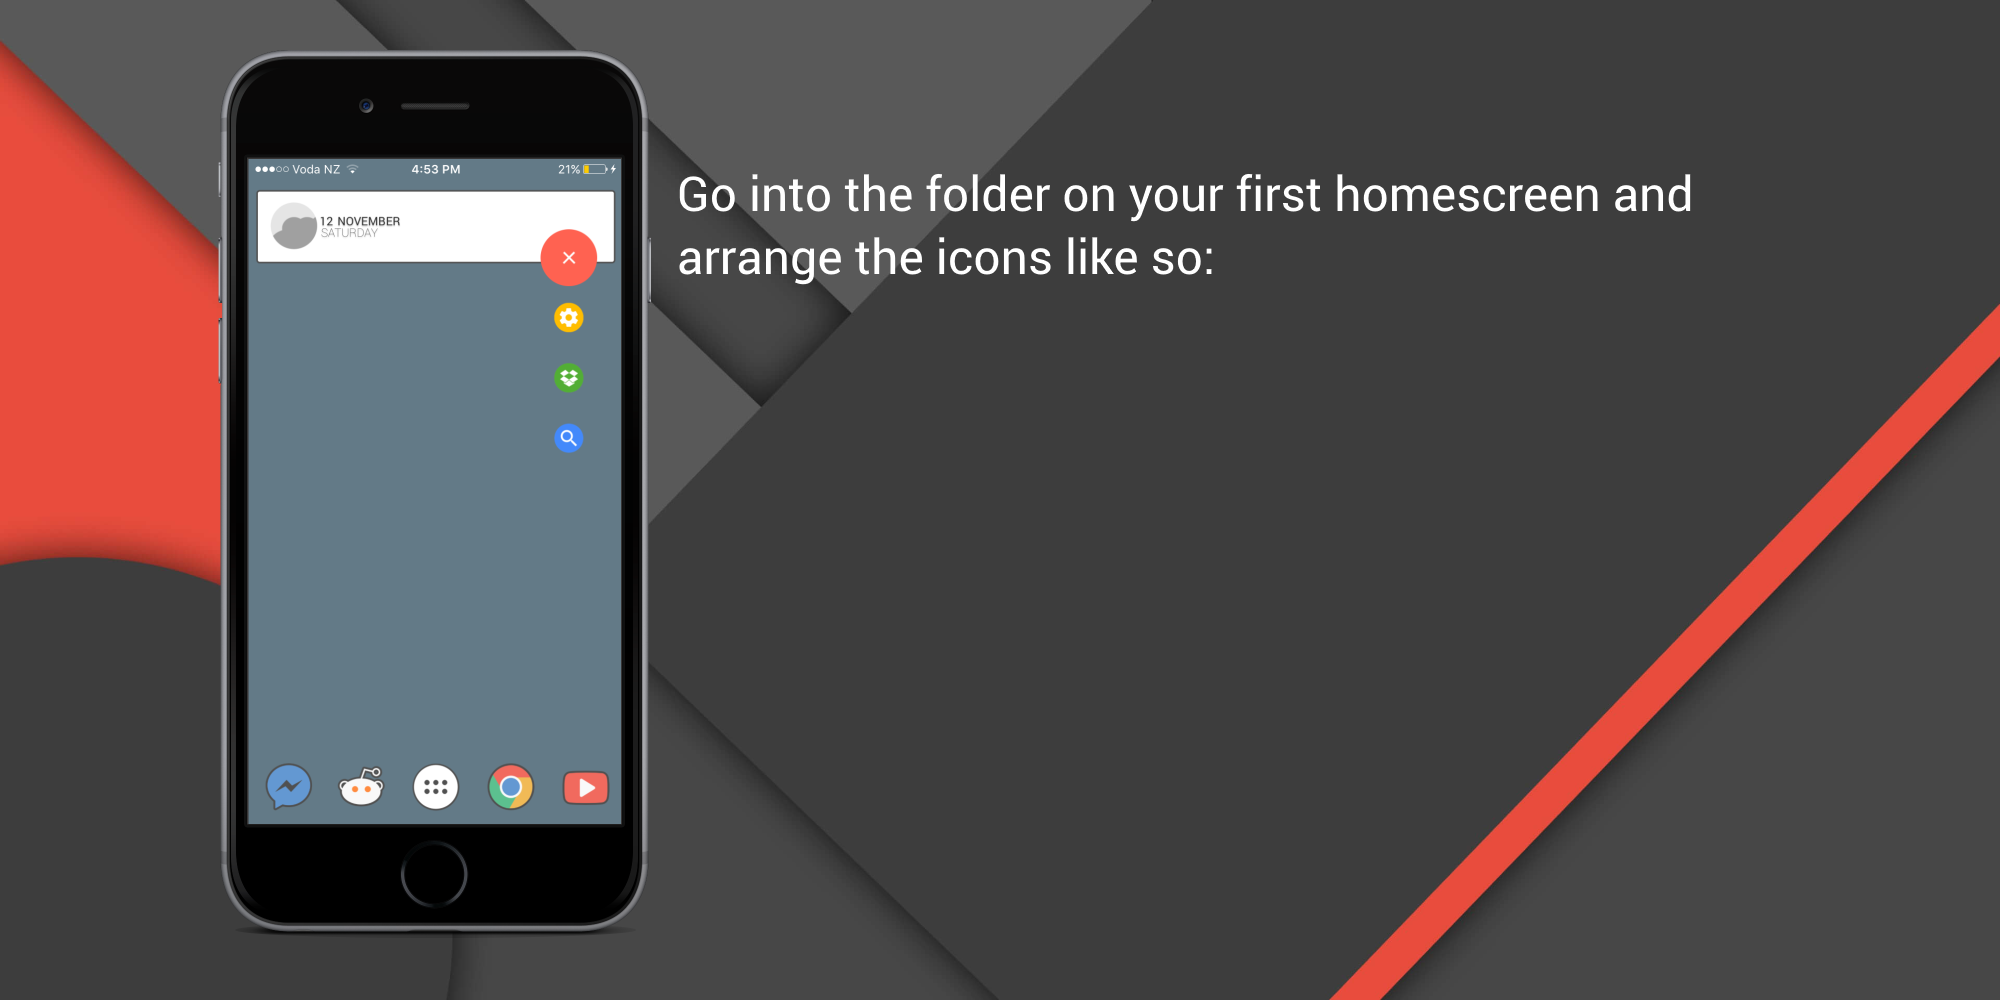 Voda NZ 4:53 PM 21%
12 NOVEMBER
SATURDAY
Go into the folder on your first homescreen and
arrange the icons like so: